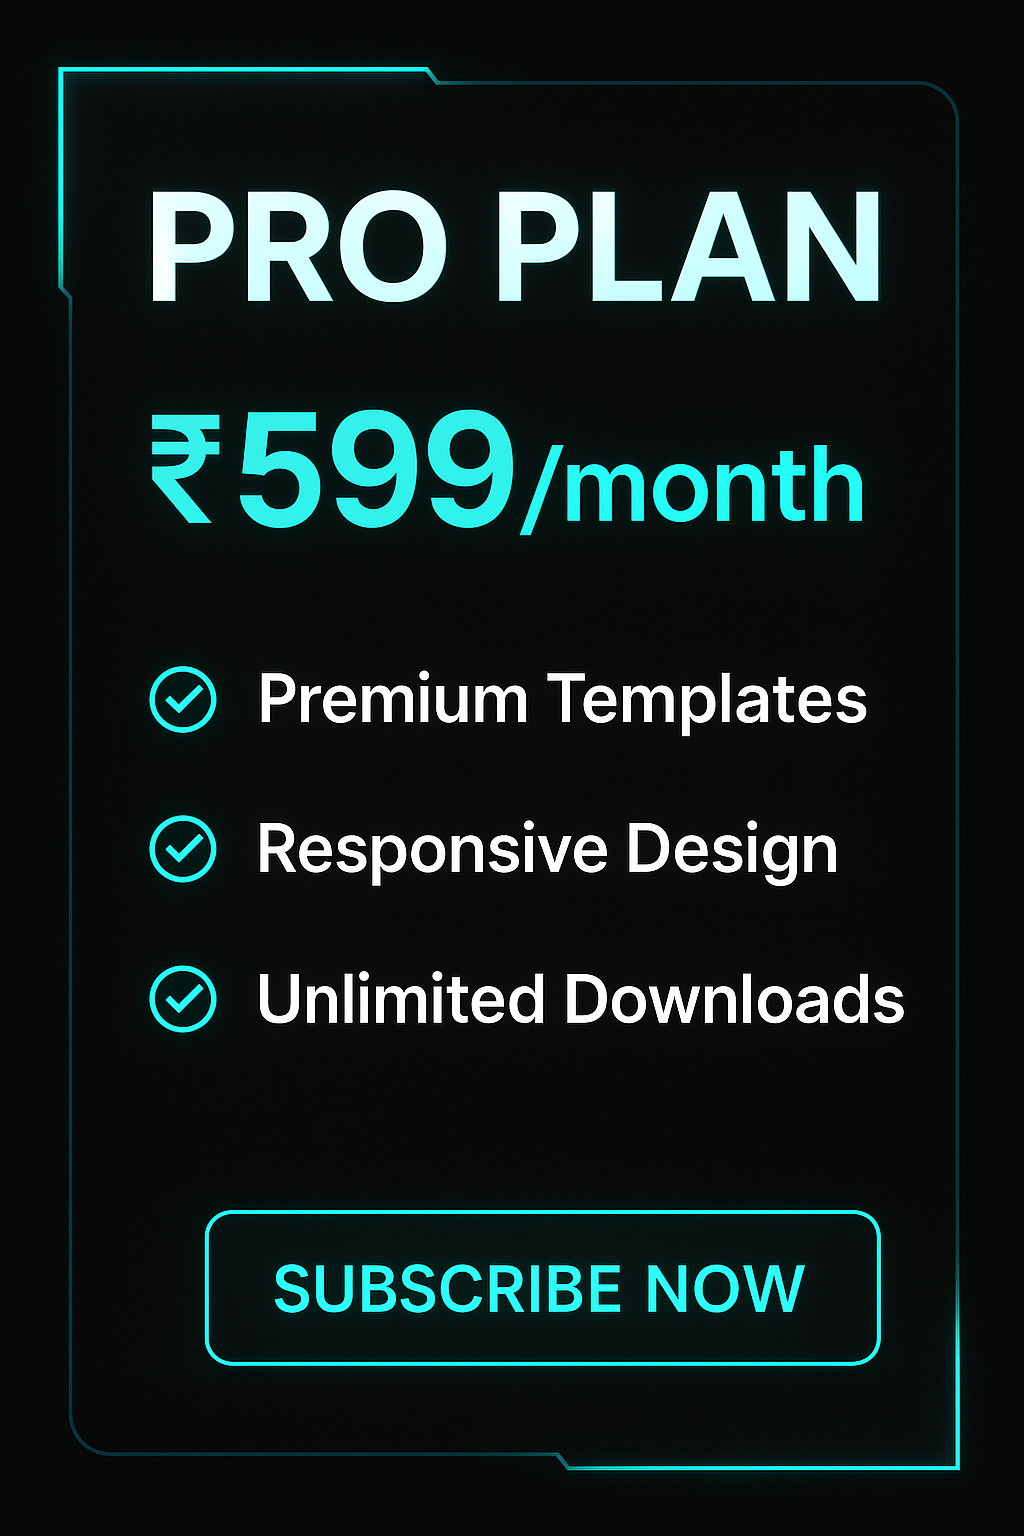 PRO PLAN
₹599/month
Premium Templates
Responsive Design
Unlimited Downloads
SUBSCRIBE NOW